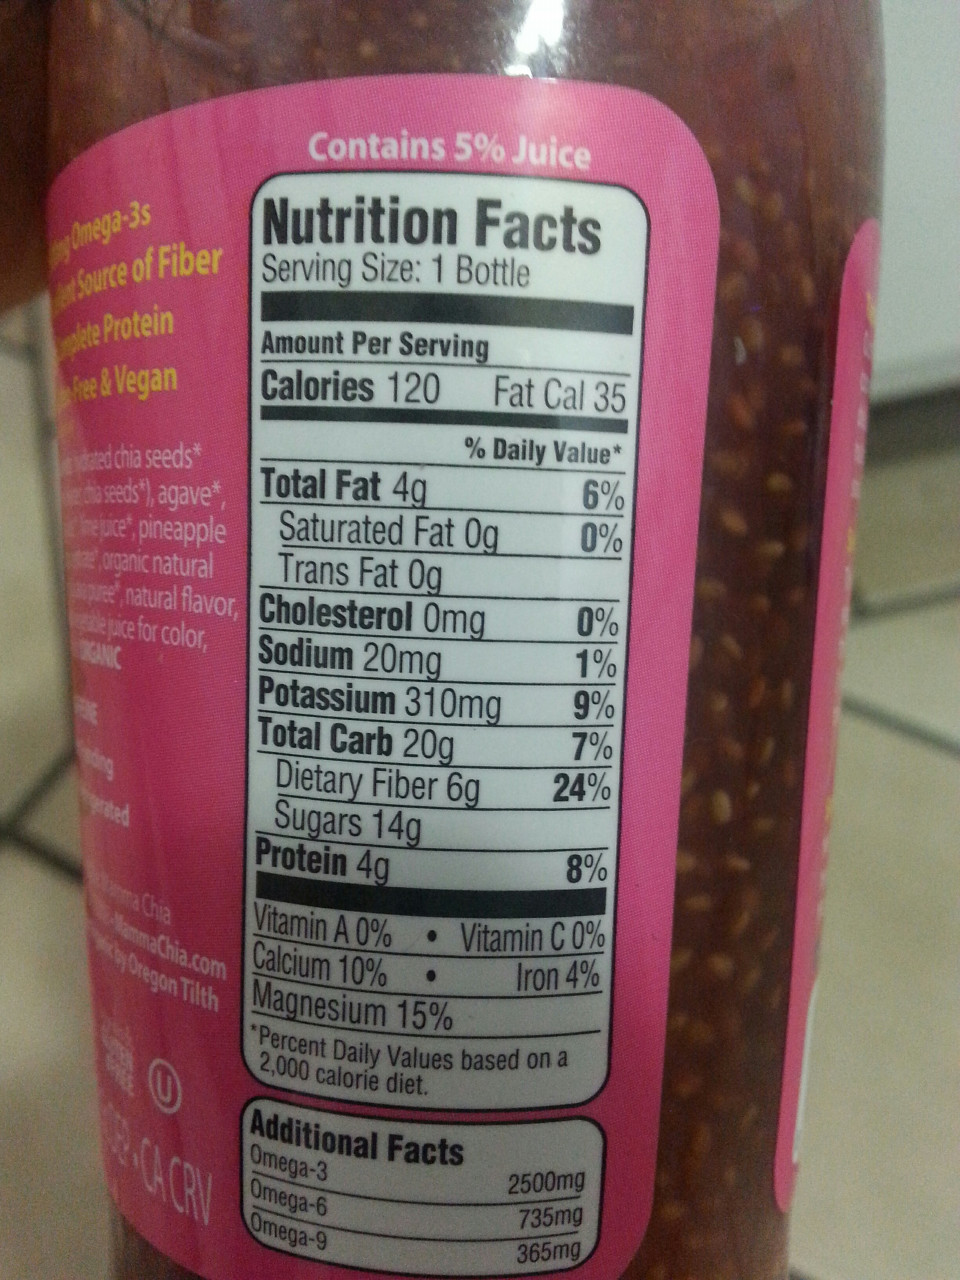 Contains 5% Juice
Nutrition Facts
Serving Size: 1 Bottle
Amount Per Serving
Calories 120 Fat Cal 35
% Daily Value*
Total Fat 4g 6%
Saturated Fat 0g 0%
Trans Fat 0g
Cholesterol 0mg 0%
Sodium 20mg 1%
Potassium 310mg 9%
Total Carb 20g 7%
Dietary Fiber 6g 24%
Sugars 14g
Protein 4g 8%
Vitamin A 0% • Vitamin C 0%
Calcium 10% • Iron 4%
Magnesium 15%
*Percent Daily Values based on a
2,000 calorie diet.
Additional Facts
Omega-3 2500mg
Omega-6 735mg
Omega-9 365mg
Omega-3s
Source of Fiber
Protein
Free & Vegan
chia seeds*
chia seeds*), agave*,
juice*, pineapple
organic natural
natural flavor,
juice for color,
ORGANIC
Chia
MammaChia.com
by Oregon Tilth
GLUTEN
FREE
U
CA CRV